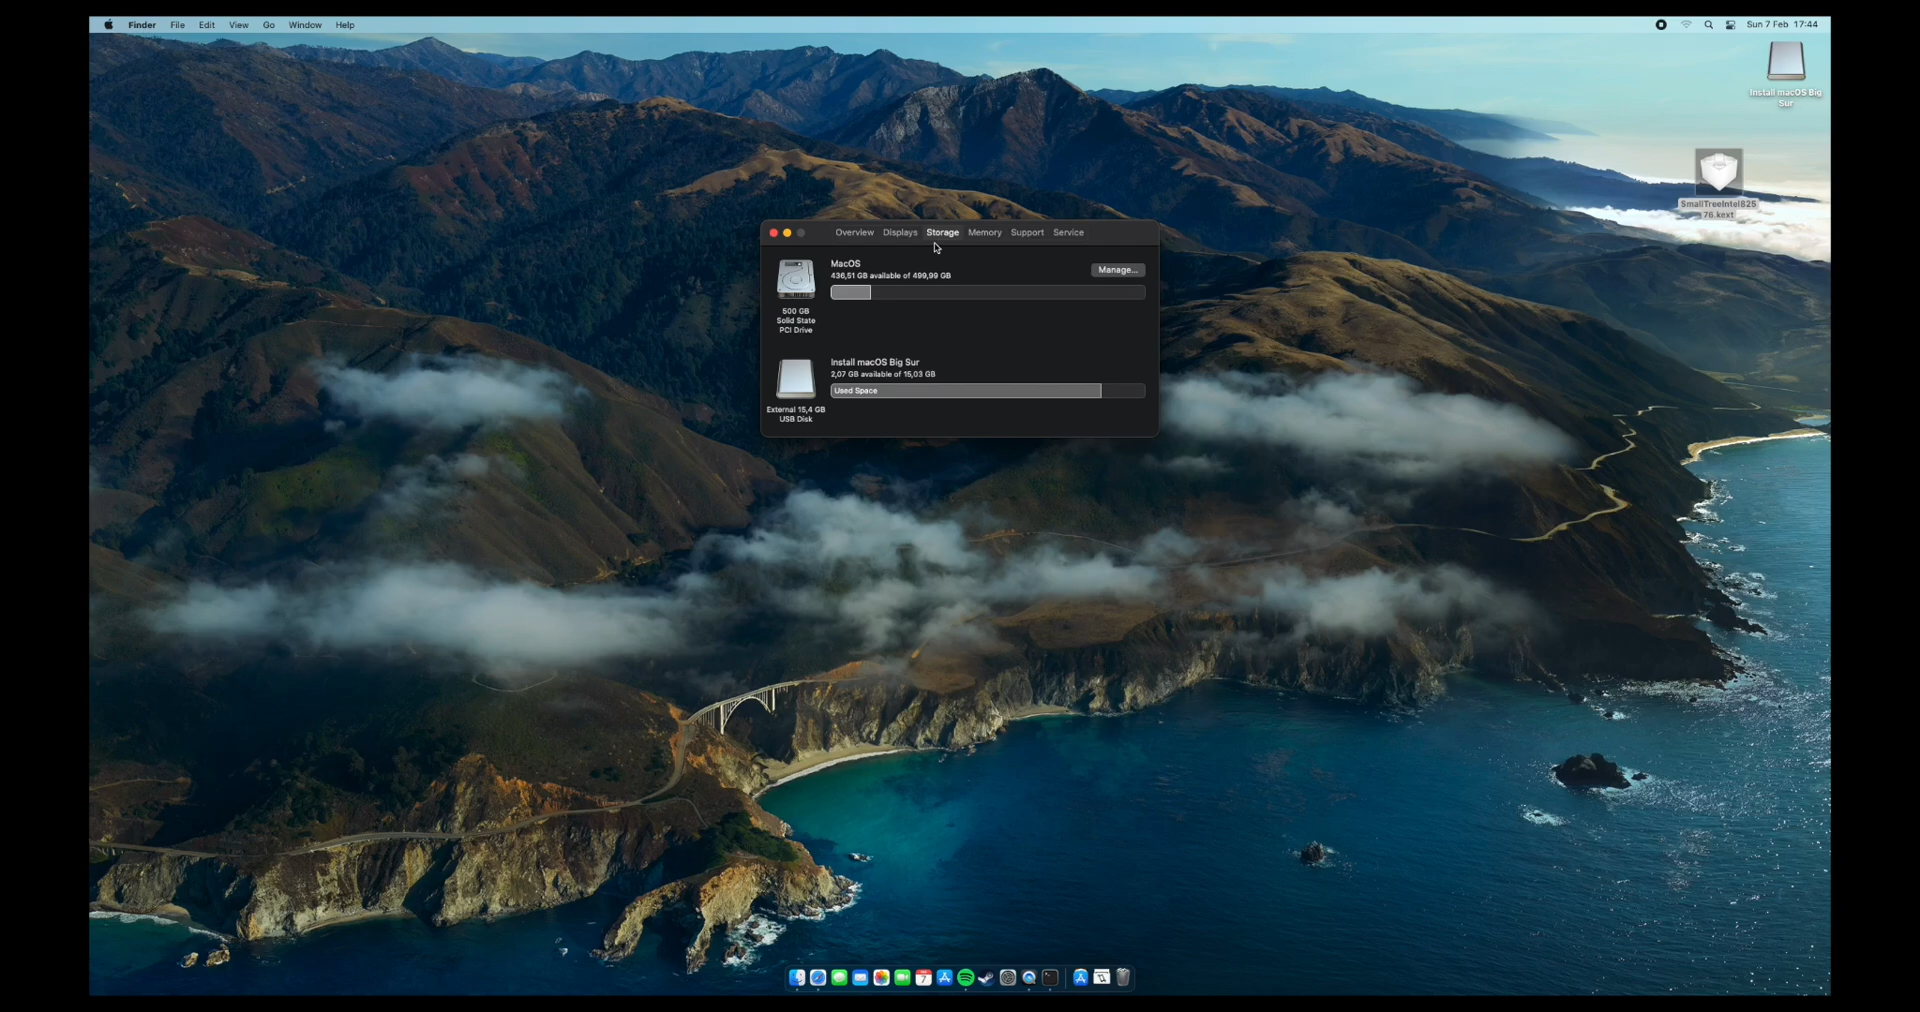 Finder File Edit View Go Window Help
Sun 7 Feb 17:44
Install macOS Big
Sur
SmallTreeIntel825
76.kext
Overview Displays Storage Memory Support Service
MacOS
436,51 GB available of 499,99 GB
Manage...
500 GB
Solid State
PCI Drive
Install macOS Big Sur
2,07 GB available of 15,03 GB
Used Space
External 15,4 GB
USB Disk
7